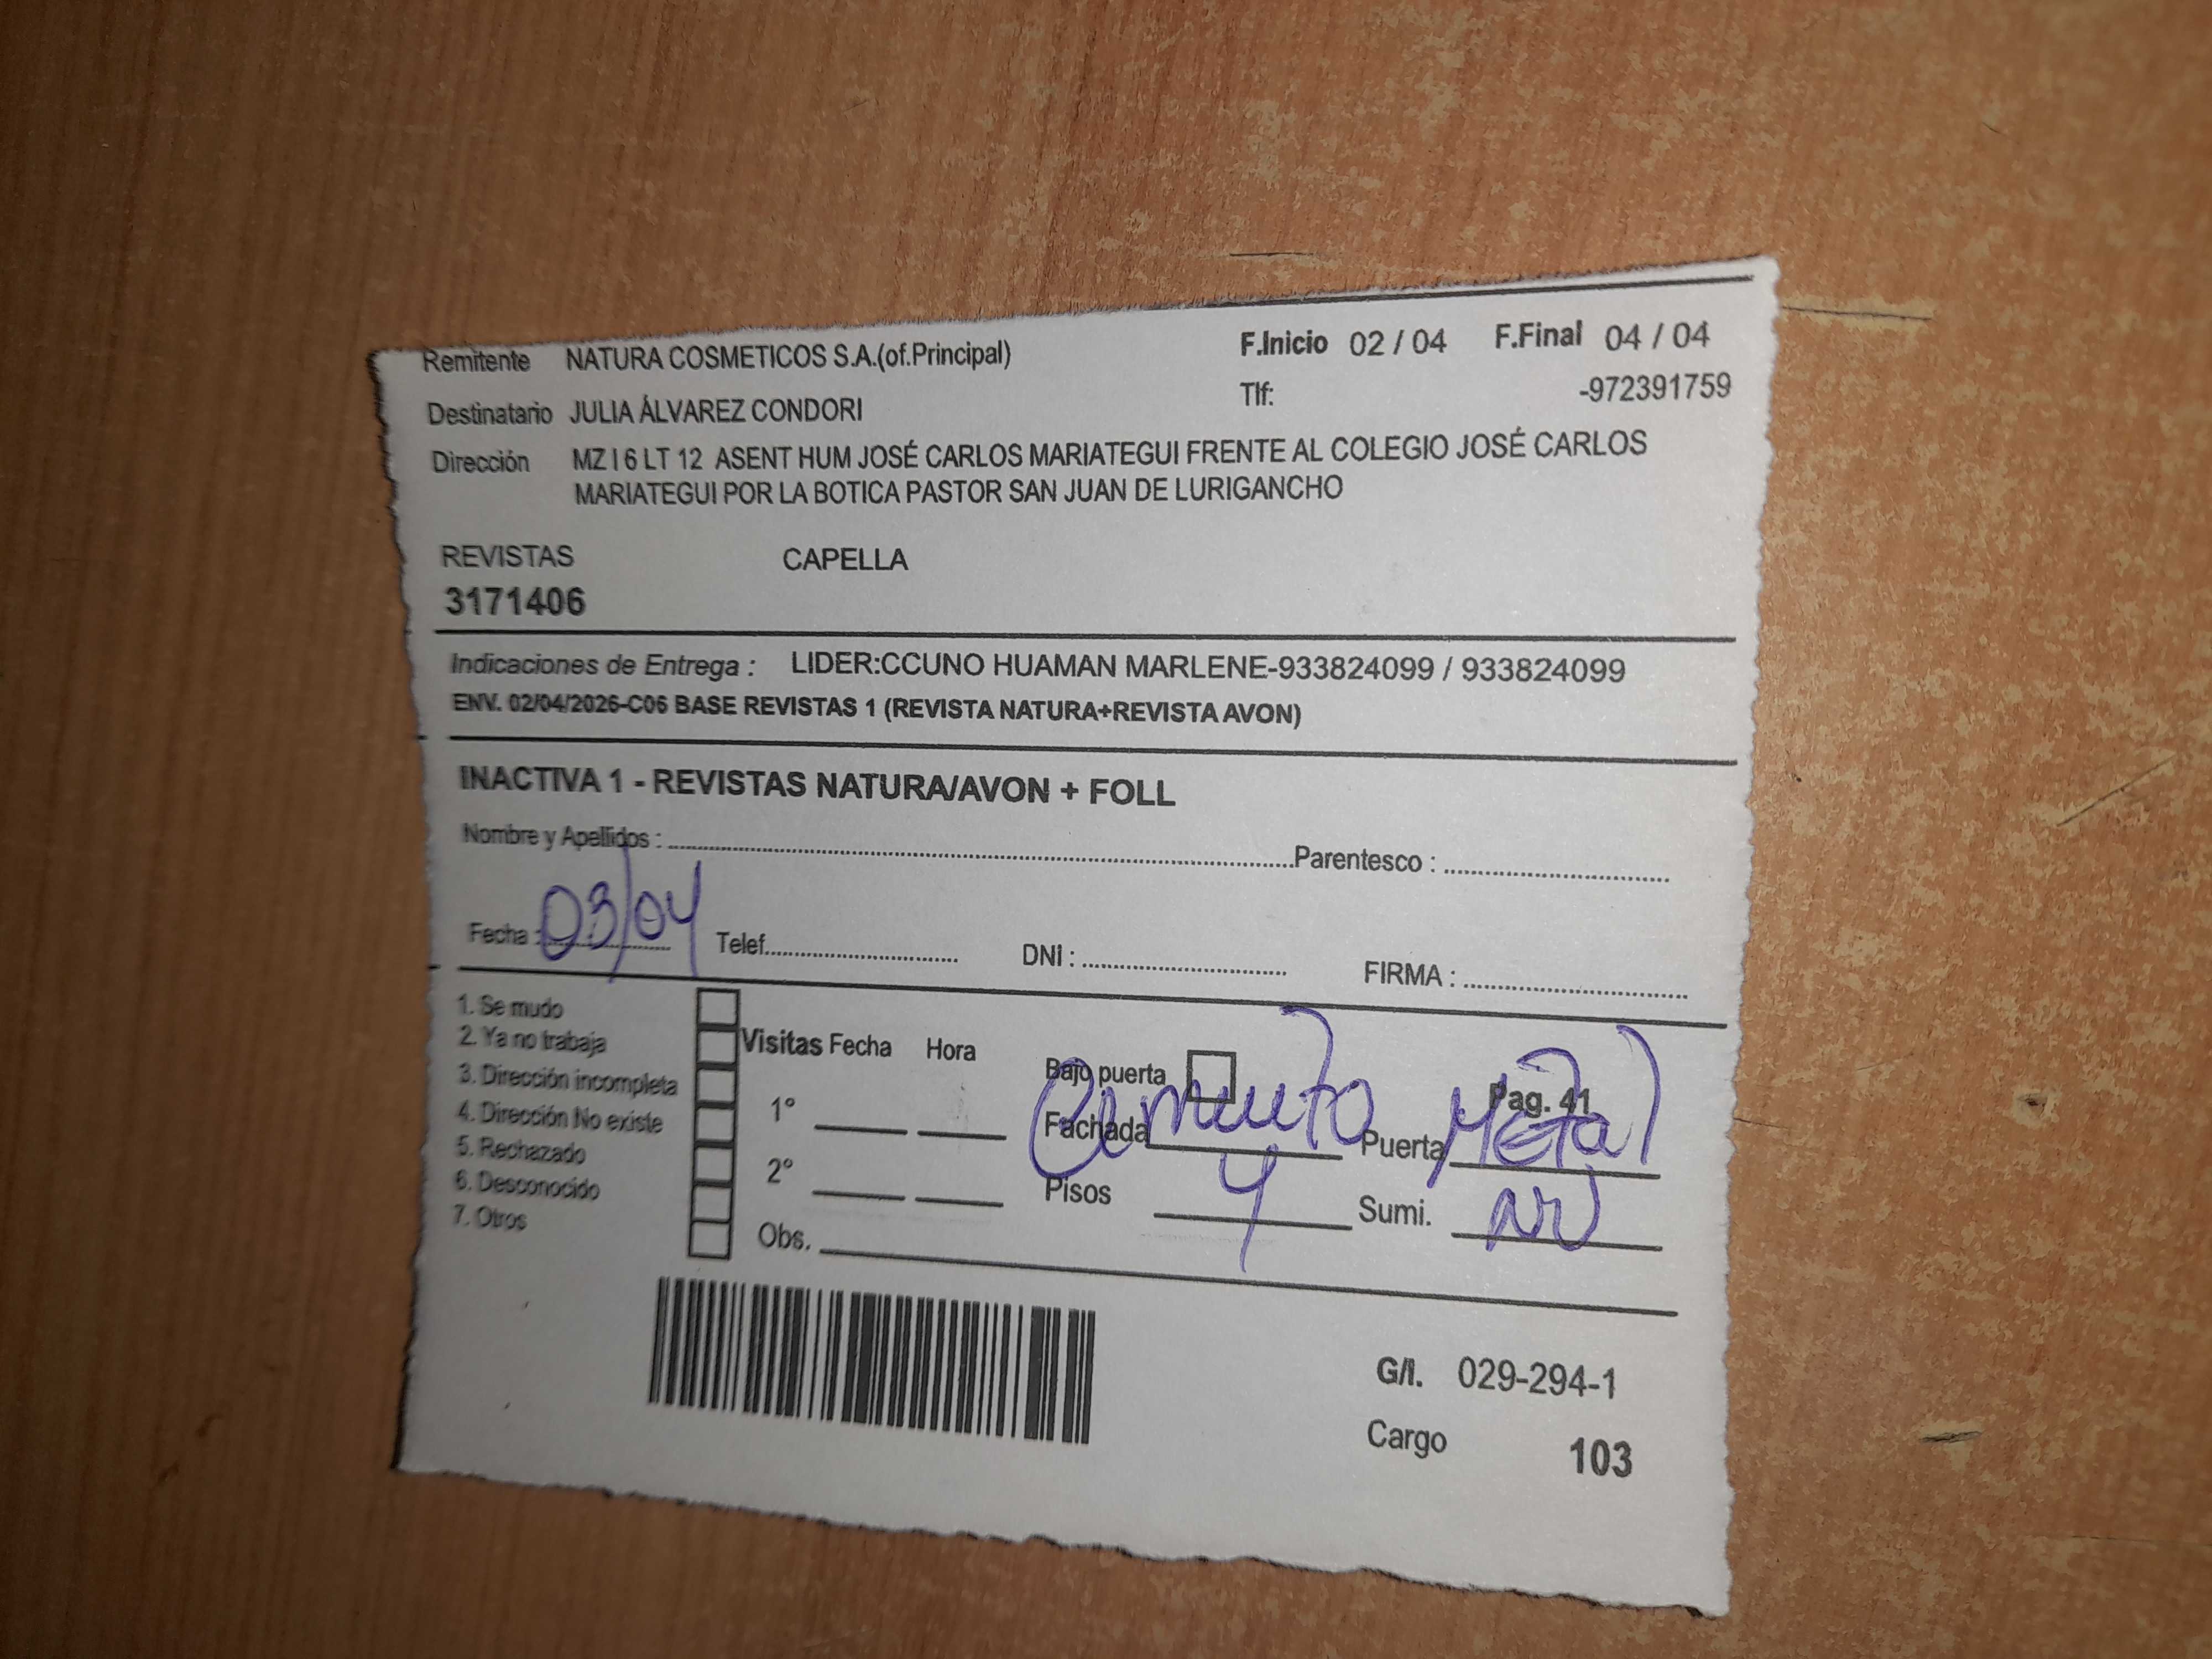 Remitente NATURA COSMETICOS S.A.(of.Principal) F.Inicio 02 / 04 F.Final 04 / 04
Destinatario JULIA ÁLVAREZ CONDORI Tlf: -972391759
Dirección MZ I 6 LT 12 ASENT HUM JOSÉ CARLOS MARIATEGUI FRENTE AL COLEGIO JOSÉ CARLOS
MARIATEGUI POR LA BOTICA PASTOR SAN JUAN DE LURIGANCHO
REVISTAS CAPELLA
3171406
Indicaciones de Entrega : LIDER:CCUNO HUAMAN MARLENE-933824099 / 933824099
ENV. 02/04/2026-C06 BASE REVISTAS 1 (REVISTA NATURA+REVISTA AVON)
INACTIVA 1 - REVISTAS NATURA/AVON + FOLL
Nombre y Apellidos : Parentesco :
Fecha : 03/04 Telef. DNI : FIRMA :
1. Se mudo
2. Ya no trabaja
3. Dirección incompleta
4. Dirección No existe
5. Rechazado
6. Desconocido
7. Otros
Visitas Fecha Hora
1°
2°
Obs.
Bajo puerta Pag. 41
Fachada Cemento Puerta Metal
Pisos 4 Sumi.
G/I. 029-294-1
Cargo 103